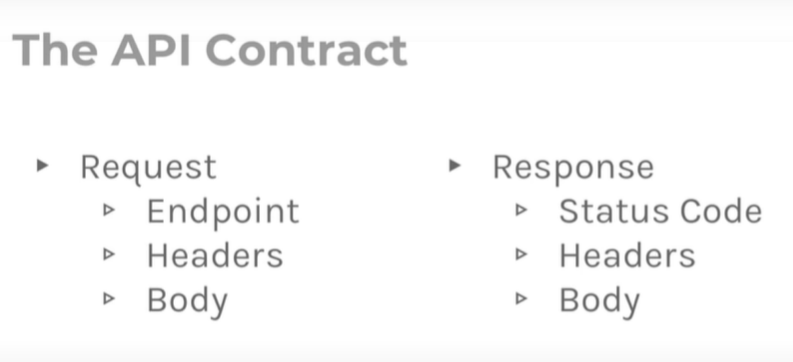 The API Contract
Request
Endpoint
Headers
Body
Response
Status Code
Headers
Body